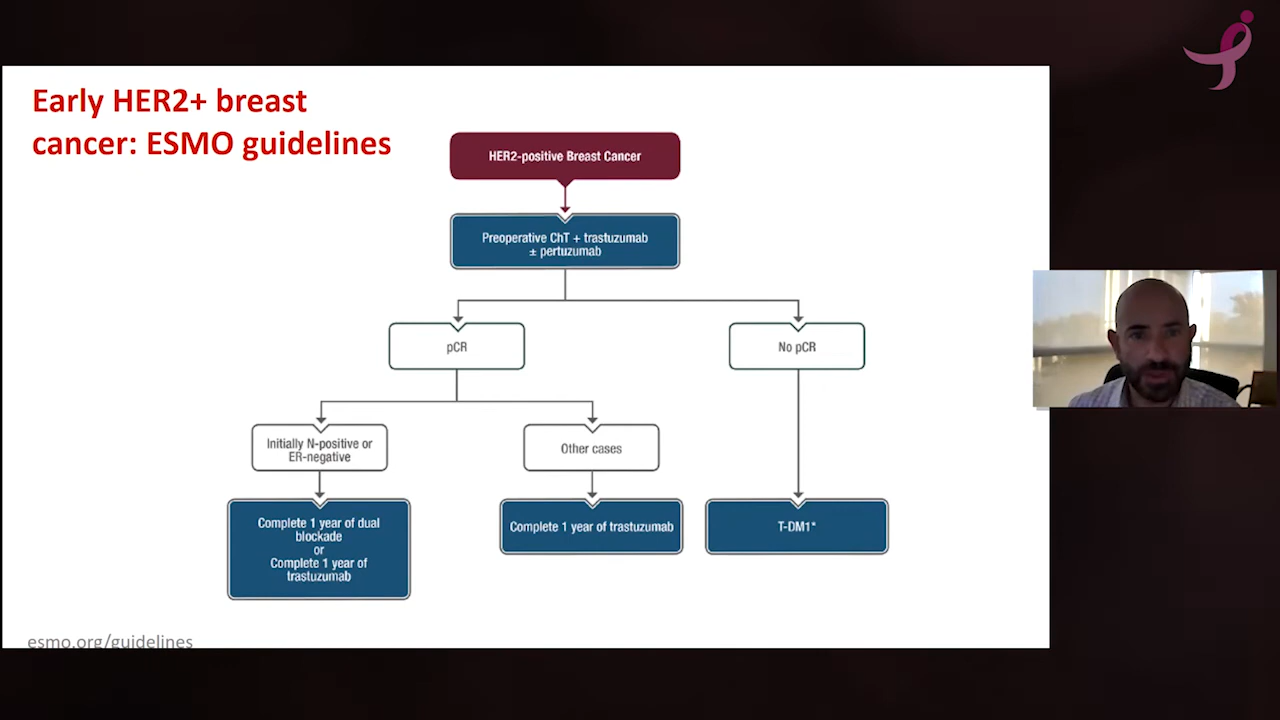 Early HER2+ breast
cancer: ESMO guidelines
HER2-positive Breast Cancer
Preoperative ChT + trastuzumab
± pertuzumab
pCR
No pCR
Initially N-positive or
ER-negative
Other cases
Complete 1 year of dual
blockade
or
Complete 1 year of
trastuzumab
Complete 1 year of trastuzumab
T-DM1*
esmo.org/guidelines